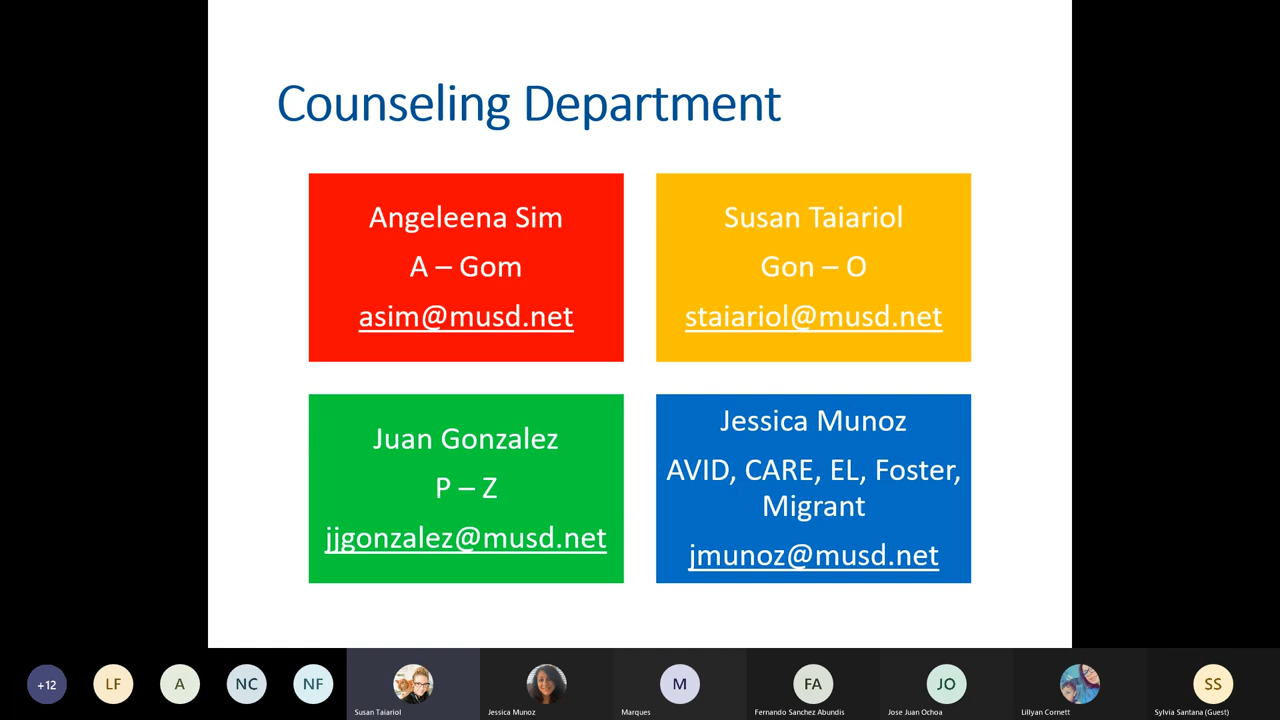 Counseling Department
Angeleena Sim
A – Gom
asim@musd.net
Susan Taiariol
Gon – O
staiariol@musd.net
Juan Gonzalez
P – Z
jjgonzalez@musd.net
Jessica Munoz
AVID, CARE, EL, Foster,
Migrant
jmunoz@musd.net
+12
LF
A
NC
NF
Susan Taiariol
Jessica Munoz
M
Marques
FA
Fernando Sanchez Abundis
JO
Jose Juan Ochoa
Lillyan Cornett
SS
Sylvia Santana (Guest)